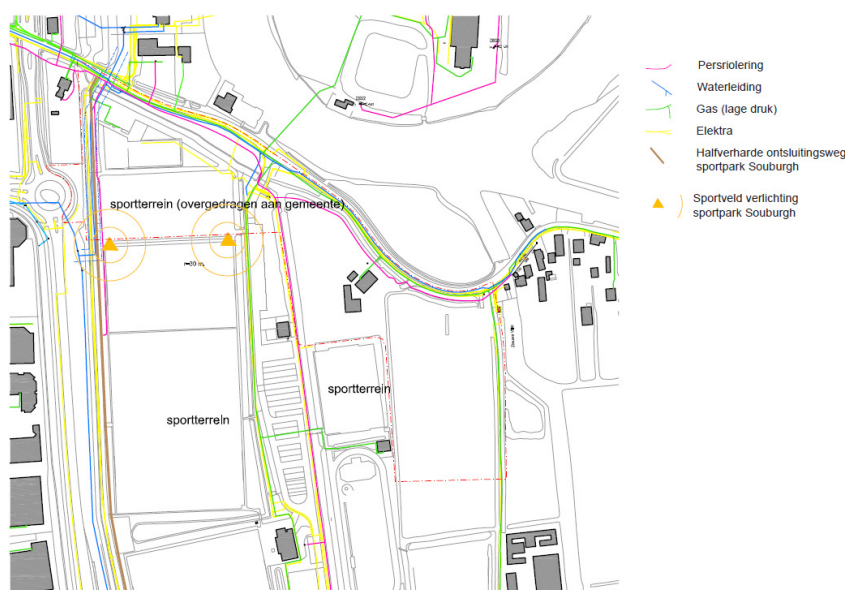 Persriolering
Waterleiding
Gas (lage druk)
Elektra
Halfverharde ontsluitingsweg
sportpark Souburgh
Sportveld verlichting
sportpark Souburgh
sportterrein (overgedragen aan gemeente)
sportterrein
sportterrein